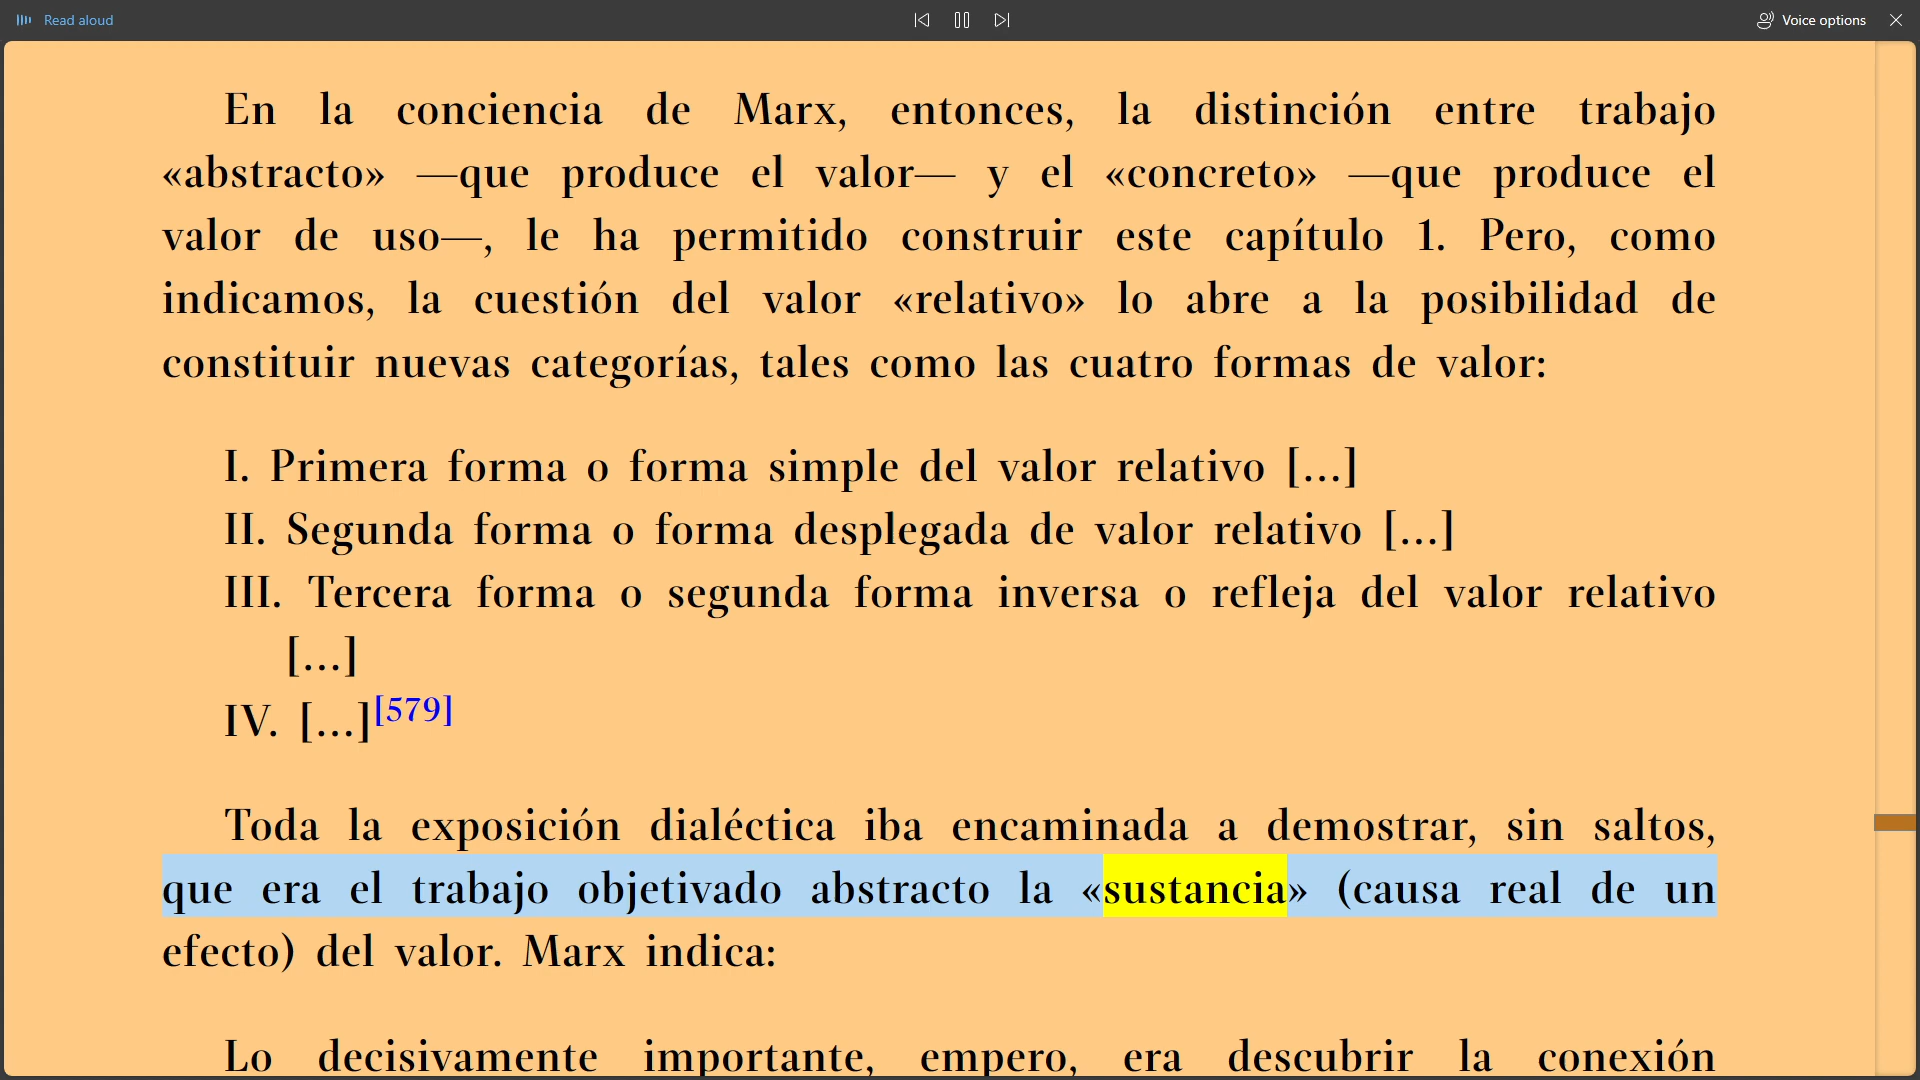 Read aloud
Voice options
En la conciencia de Marx, entonces, la distinción entre trabajo
«abstracto» —que produce el valor— y el «concreto» —que produce el
valor de uso—, le ha permitido construir este capítulo 1. Pero, como
indicamos, la cuestión del valor «relativo» lo abre a la posibilidad de
constituir nuevas categorías, tales como las cuatro formas de valor:
I. Primera forma o forma simple del valor relativo [...]
II. Segunda forma o forma desplegada de valor relativo [...]
III. Tercera forma o segunda forma inversa o refleja del valor relativo
[...]
IV. [...][579]
Toda la exposición dialéctica iba encaminada a demostrar, sin saltos,
que era el trabajo objetivado abstracto la «sustancia» (causa real de un
efecto) del valor. Marx indica:
Lo decisivamente importante, empero, era descubrir la conexión